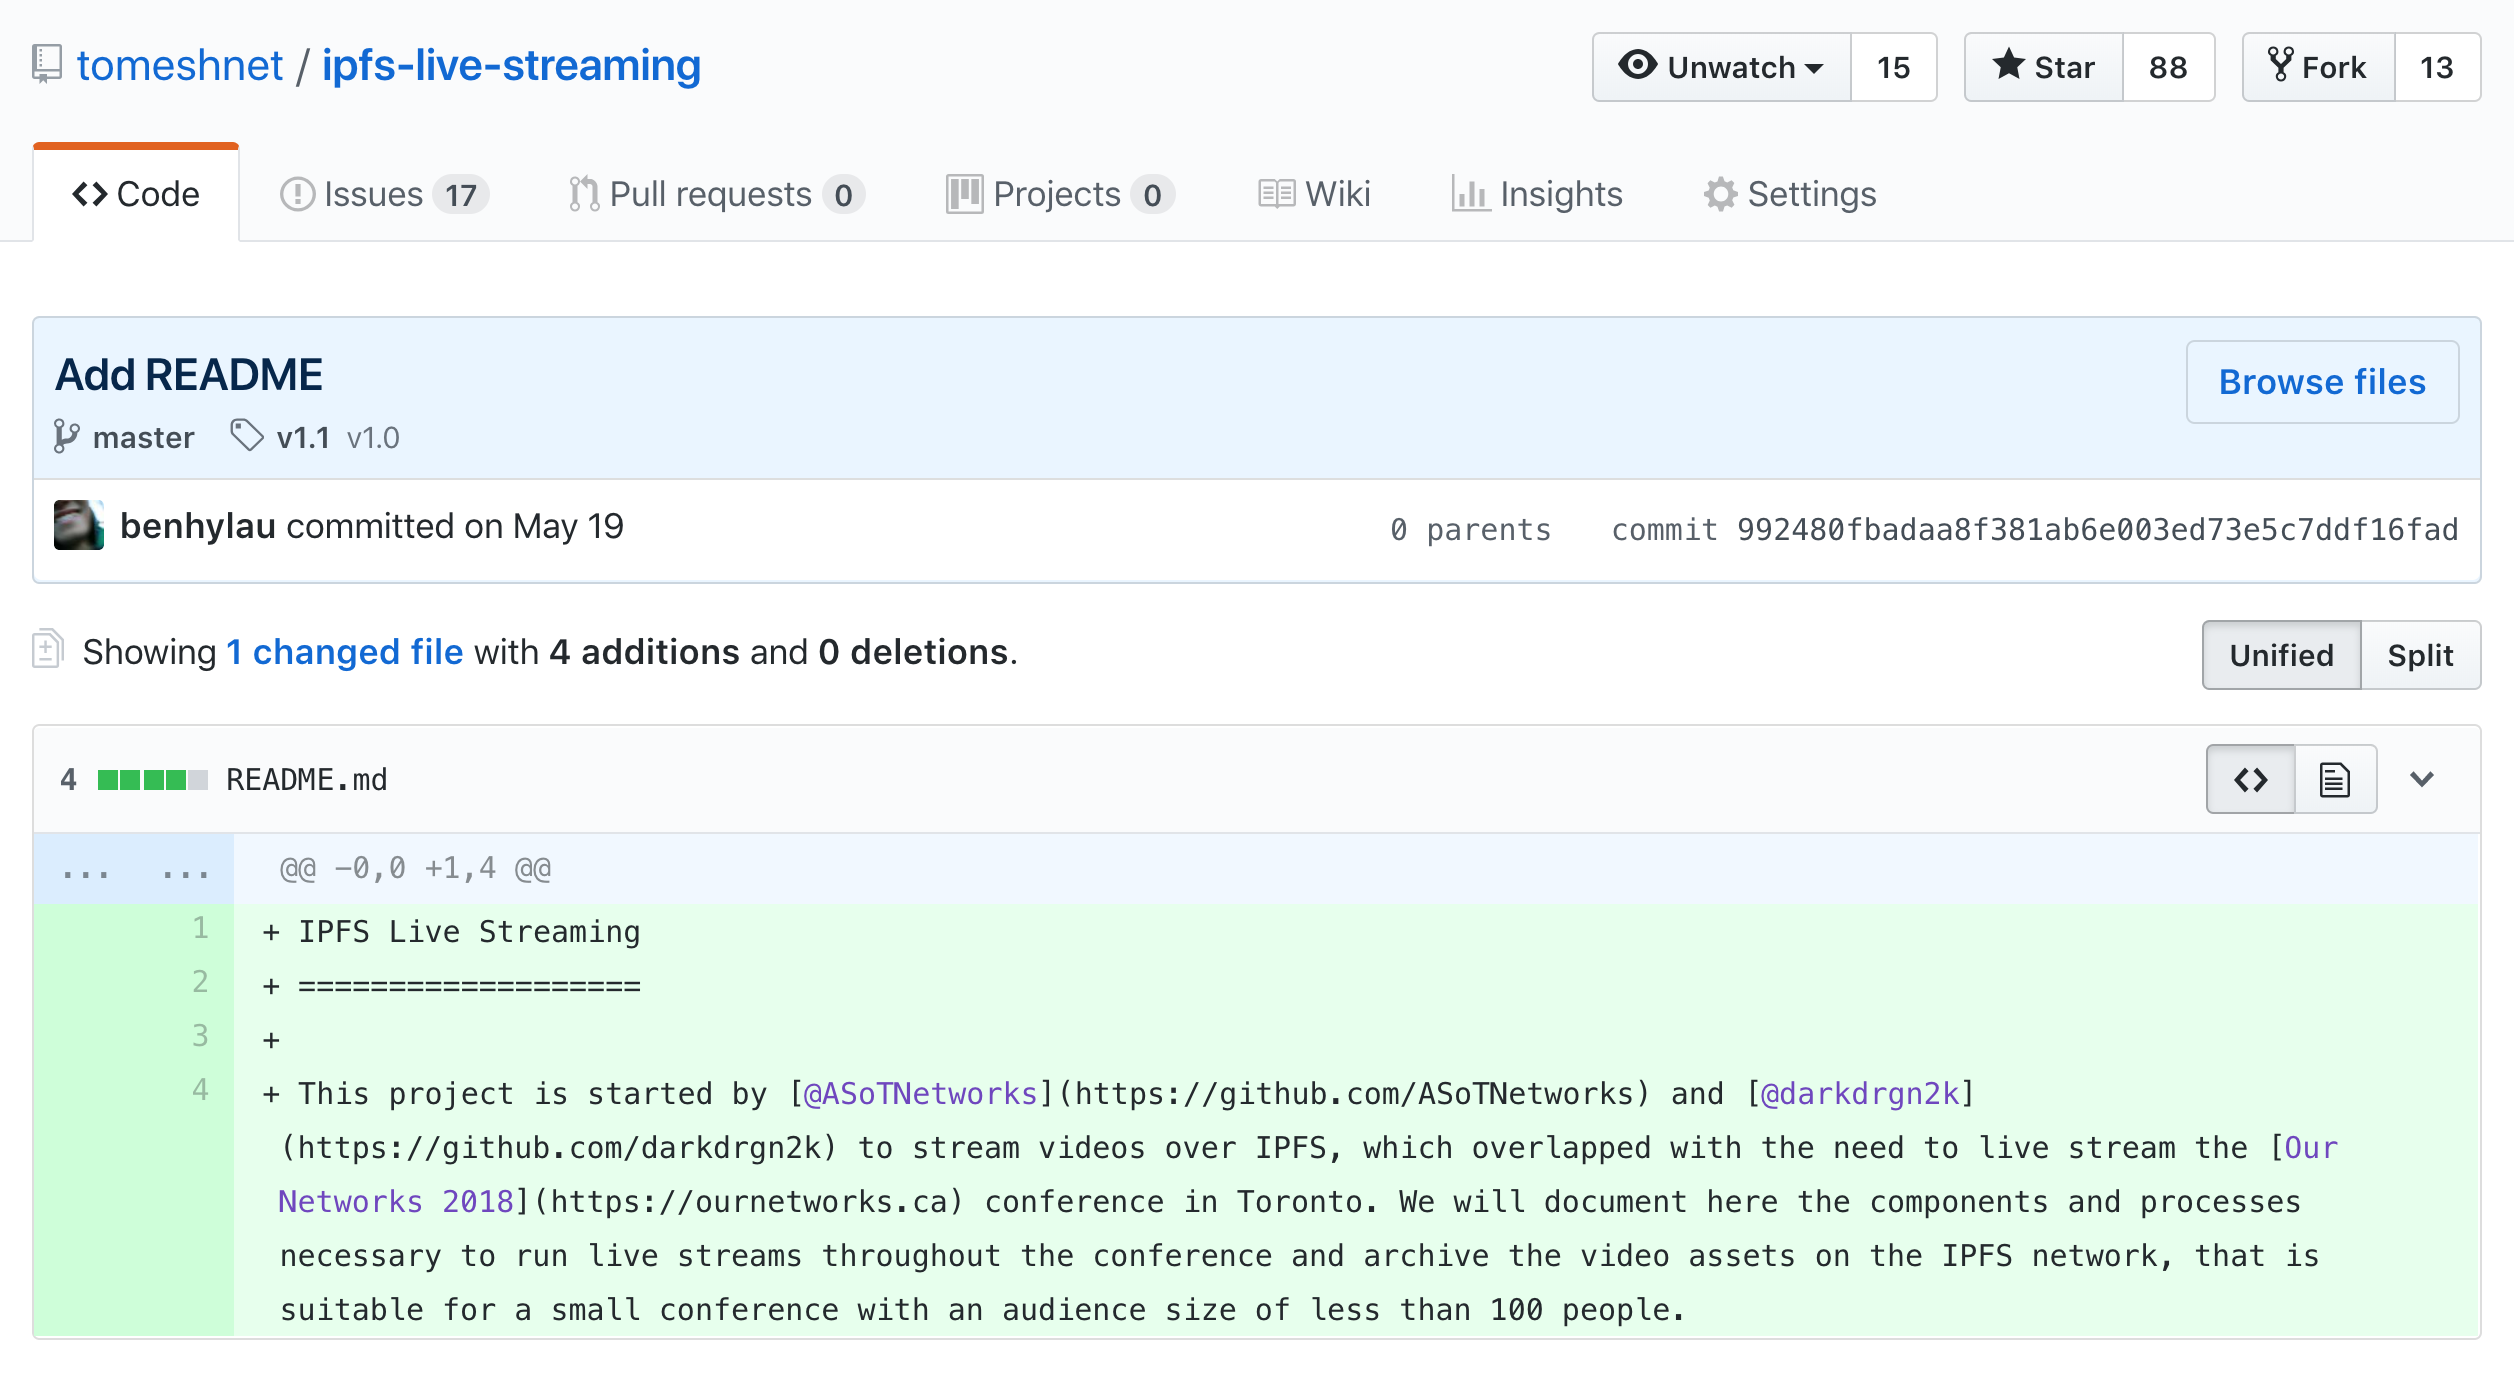 tomeshnet / ipfs-live-streaming
Unwatch 15 Star 88 Fork 13
Code Issues 17 Pull requests 0 Projects 0 Wiki Insights Settings
Add README
Browse files
master v1.1 v1.0
benhylau committed on May 19
0 parents commit 992480fbadaa8f381ab6e003ed73e5c7ddf16fad
Showing 1 changed file with 4 additions and 0 deletions.
Unified Split
4 README.md
... ... @@ -0,0 +1,4 @@
1 + IPFS Live Streaming
2 + ===================
3 +
4 + This project is started by [@ASoTNetworks](https://github.com/ASoTNetworks) and [@darkdrgn2k]
(https://github.com/darkdrgn2k) to stream videos over IPFS, which overlapped with the need to live stream the [Our
Networks 2018](https://ournetworks.ca) conference in Toronto. We will document here the components and processes
necessary to run live streams throughout the conference and archive the video assets on the IPFS network, that is
suitable for a small conference with an audience size of less than 100 people.